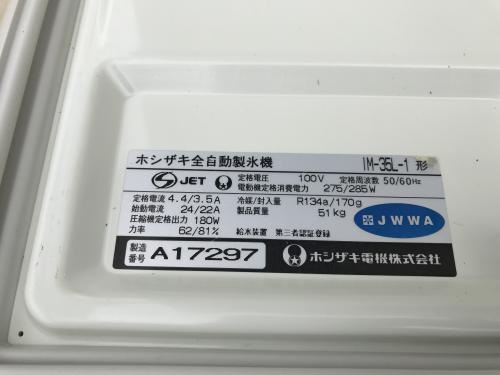 ホシザキ全自動製氷機 IM-35L-1 形
JET 定格電圧 100V 定格周波数 50/60Hz
電動機定格消費電力 275/285W
定格電流 4.4/3.5A 冷媒/封入量 R134a/170g
始動電流 24/22A 製品質量 51kg
圧縮機定格出力 180W
力率 62/81% 給水装置 第三者認証登録
JWWA
製造番号 A17297 ホシザキ電機株式会社